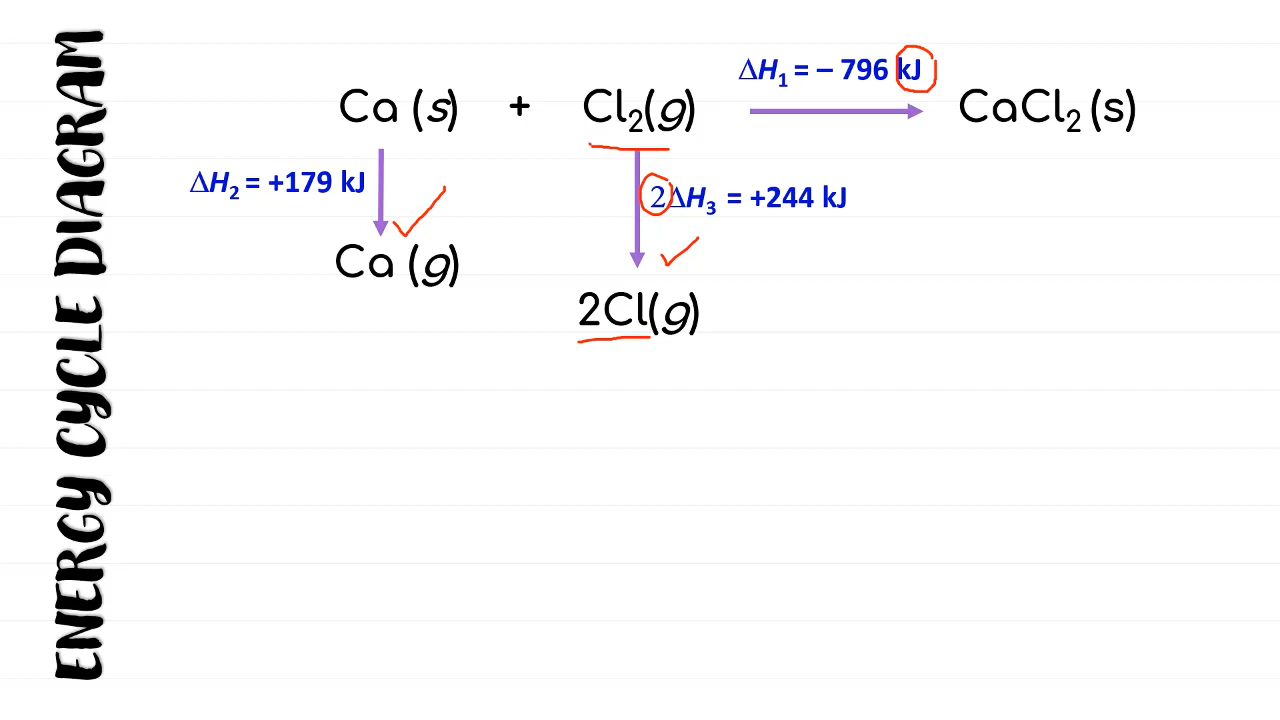 ENERGY CYCLE DIAGRAM
ΔH₁ = – 796 kJ
Ca (s) + Cl₂(g) CaCl₂ (s)
ΔH₂ = +179 kJ
2ΔH₃ = +244 kJ
Ca (g)
2Cl(g)